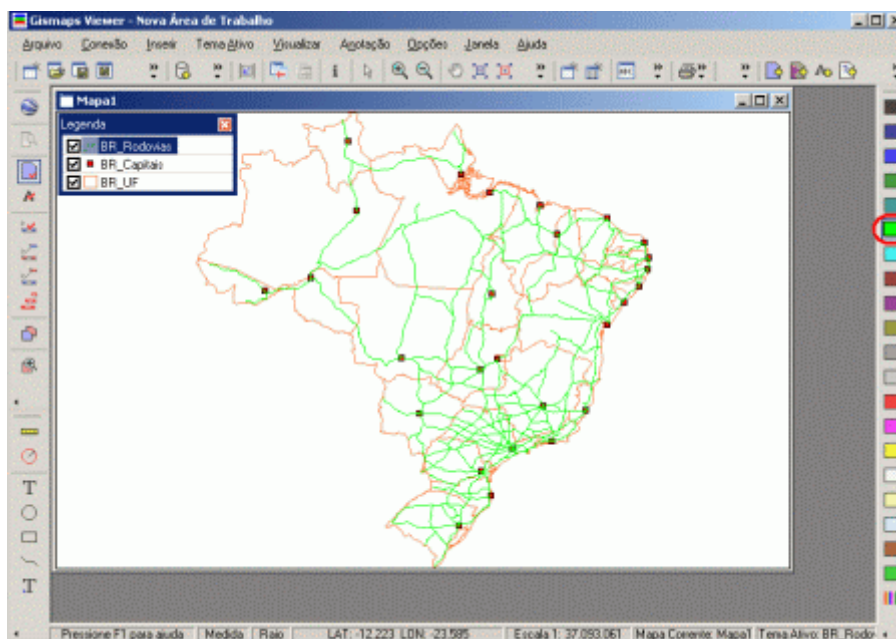 Gismaps Viewer - Nova Área de Trabalho
Arquivo Conexão Inserir Tema Ativo Visualizar Anotação Opções Janela Ajuda
Mapa1
Legenda
BR_Rodovias
BR_Capitais
BR_UF
T
T
Pressione F1 para ajuda Medida Raio LAT: -12,223 LON: -23,585 Escala 1: 37.093.061 Mapa Corrente: Mapa1 Tema Ativo: BR_Rodo